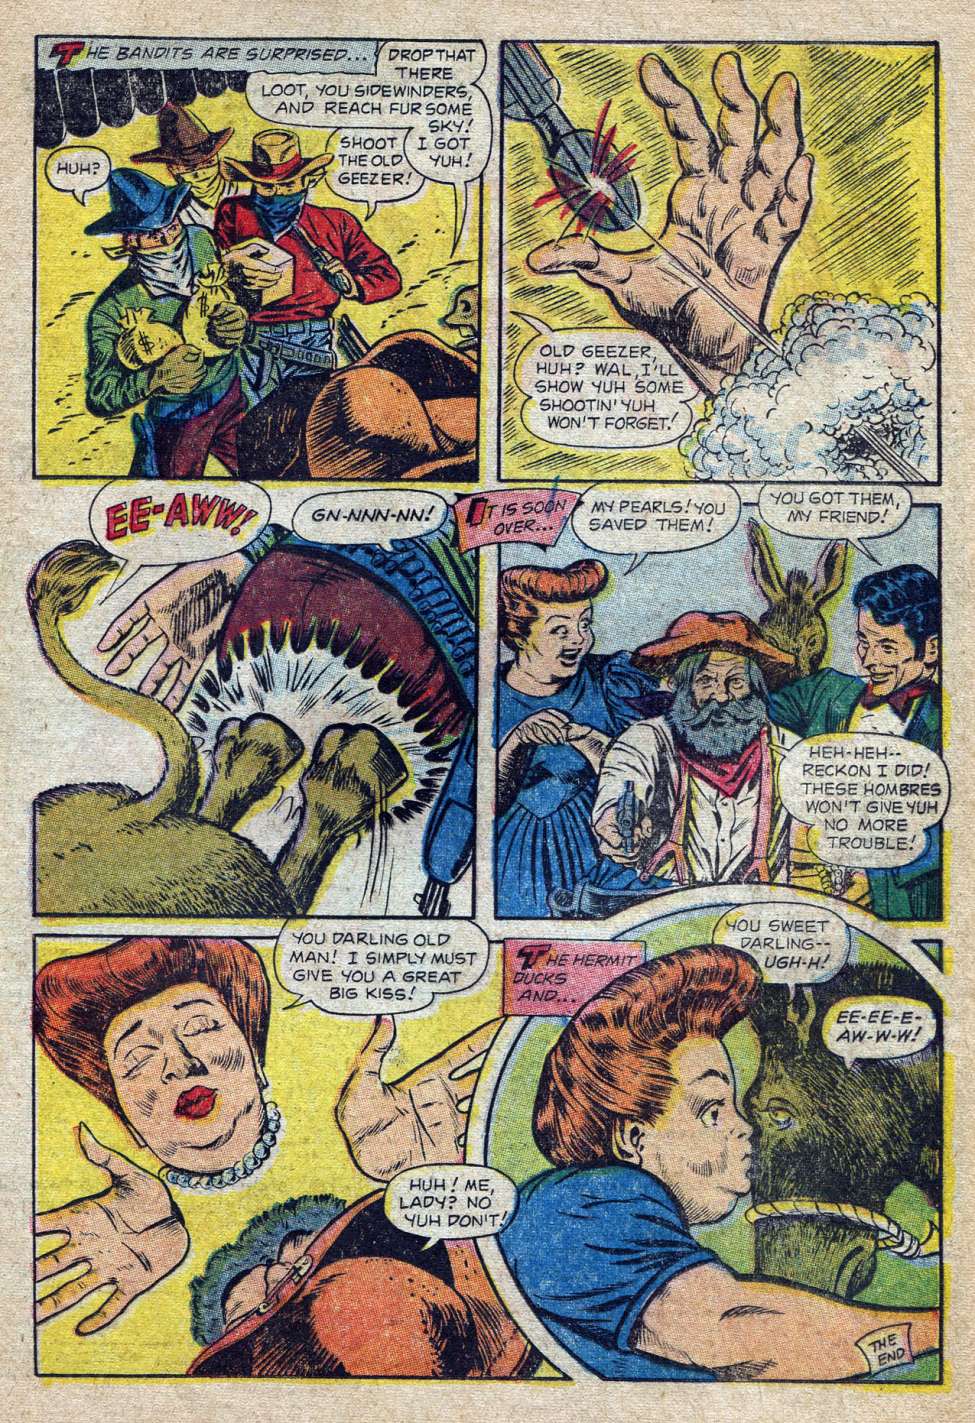 THE BANDITS ARE SURPRISED...
DROP THAT
THERE
LOOT, YOU SIDEWINDERS,
AND REACH FUR SOME
SKY!
I GOT
YUH!
HUH?
SHOOT
THE OLD
GEEZER!
OLD GEEZER,
HUH? WAL, I'LL
SHOW YUH SOME
SHOOTIN' YUH
WON'T FORGET!
EE-AWW!
GN-NNN-NN!
IT IS SOON
OVER...
MY PEARLS! YOU
SAVED THEM!
YOU GOT THEM,
MY FRIEND!
HEH-HEH--
RECKON I DID!
THESE HOMBRES
WON'T GIVE YUH
NO MORE
TROUBLE!
YOU DARLING OLD
MAN! I SIMPLY MUST
GIVE YOU A GREAT
BIG KISS!
HUH! ME,
LADY? NO
YUH DON'T!
THE HERMIT
DUCKS
AND...
YOU SWEET
DARLING--
UGH-H!
EE-EE-E-
AW-W-W!
THE
END